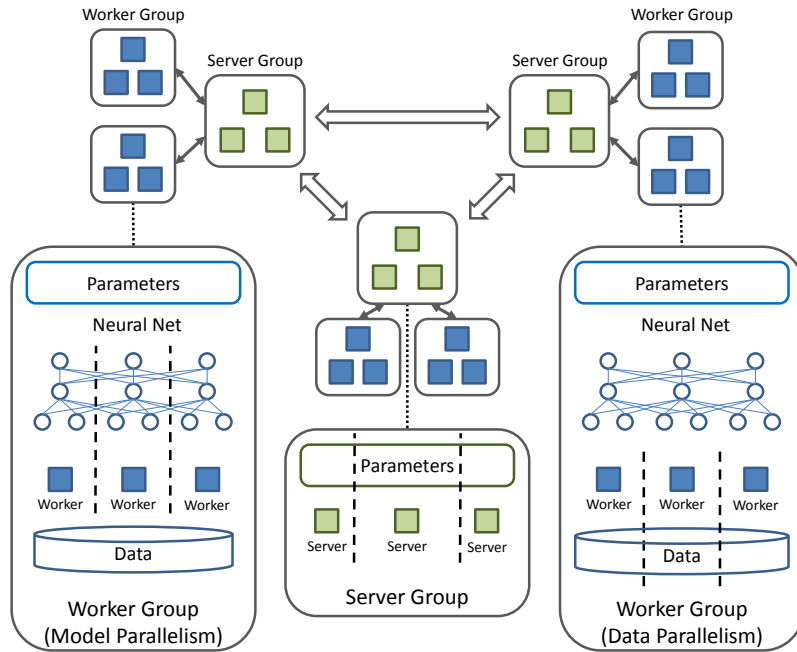 Worker Group
Worker Group
Server Group
Server Group
Parameters
Neural Net
Worker
Worker
Worker
Data
Worker Group
(Model Parallelism)
Parameters
Server
Server
Server
Server Group
Parameters
Neural Net
Worker
Worker
Worker
Data
Worker Group
(Data Parallelism)